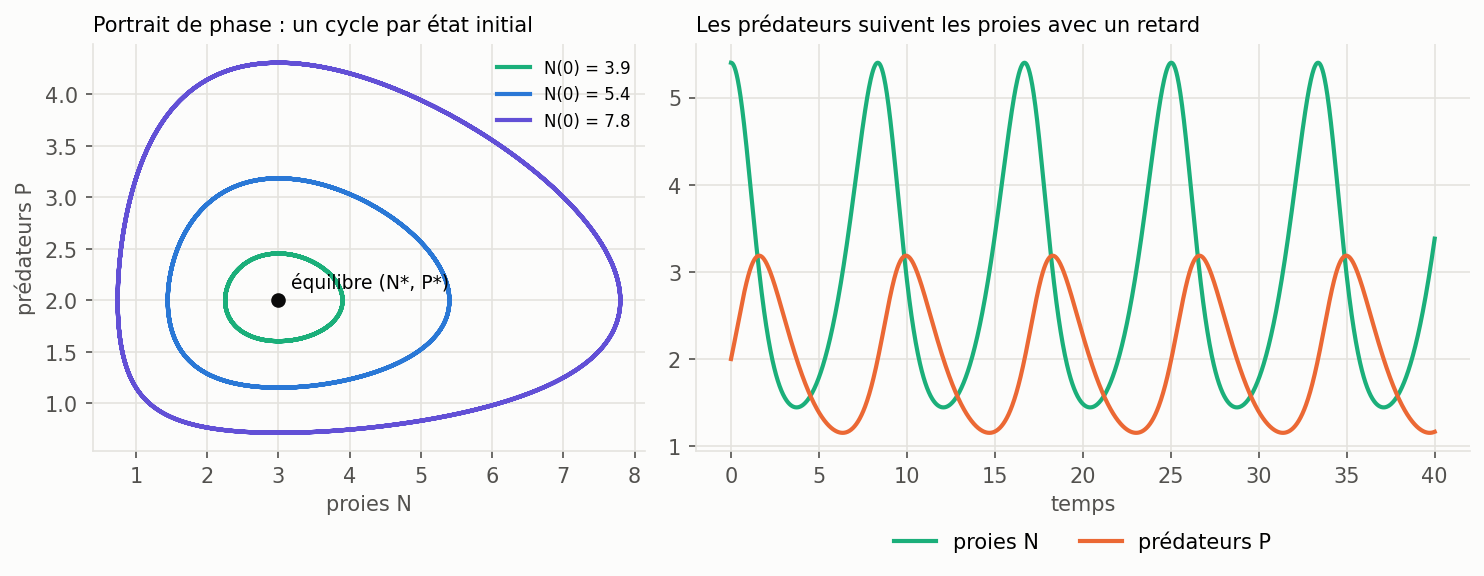 Portrait de phase : un cycle par état initial
N(0) = 3.9
N(0) = 5.4
N(0) = 7.8
équilibre (N*, P*)
prédateurs P
4.0
3.5
3.0
2.5
2.0
1.5
1.0
1 2 3 4 5 6 7 8
proies N
Les prédateurs suivent les proies avec un retard
5
4
3
2
1
0 5 10 15 20 25 30 35 40
temps
proies N prédateurs P